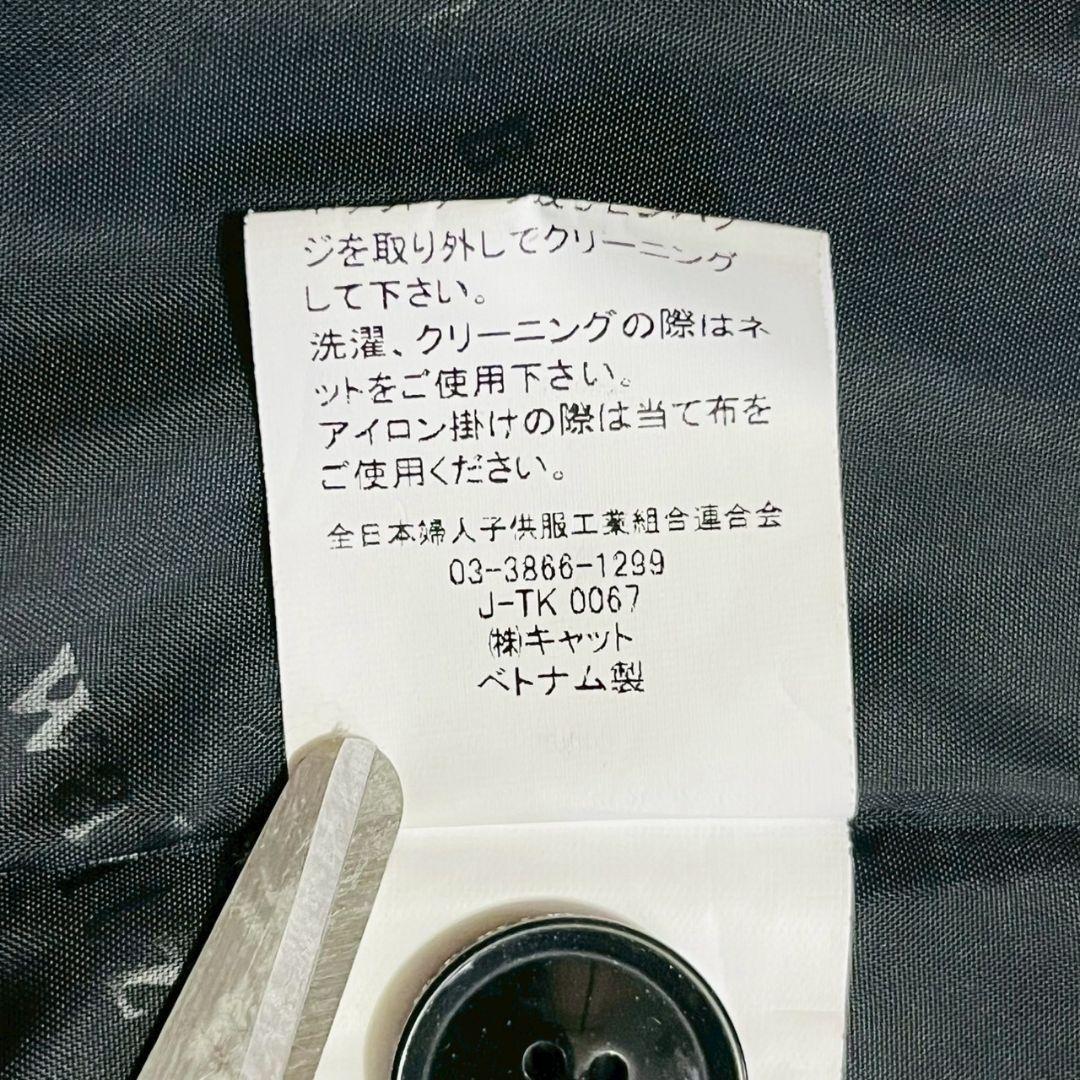 ジを取り外してクリーニング
して下さい。
洗濯、クリーニングの際はネ
ットをご使用下さい。
アイロン掛けの際は当て布を
ご使用ください。
全日本婦人子供服工業組合連合会
03-3866-1299
J-TK 0067
㈱キャット
ベトナム製